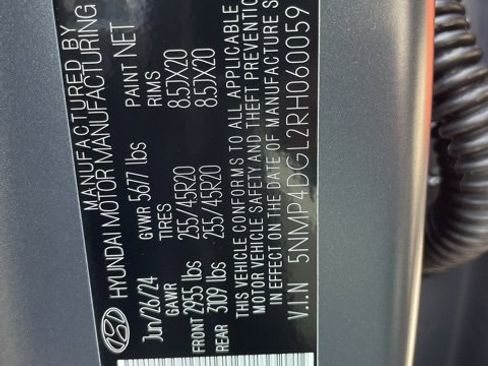 MANUFACTURED BY
HYUNDAI MOTOR MANUFACTURING
Jun/26/24 GVWR 5677 lbs PAINT NET
GAWR TIRES RIMS
FRONT 2955 lbs 255/45R20 8.5JX20
REAR 3109 lbs 255/45R20 8.5JX20
THIS VEHICLE CONFORMS TO ALL APPLICABLE
MOTOR VEHICLE SAFETY AND THEFT PREVENTION
IN EFFECT ON THE DATE OF MANUFACTURE
V.I.N 5NMP4DGL2RH060059